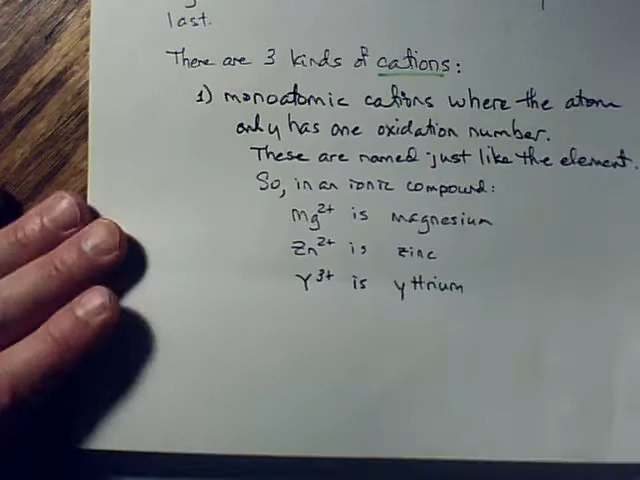 last.
There are 3 kinds of cations:
1) monoatomic cations where the atom
only has one oxidation number.
These are named just like the element.
So, in an ionic compound:
Mg²⁺ is magnesium
Zn²⁺ is zinc
Y³⁺ is yttrium